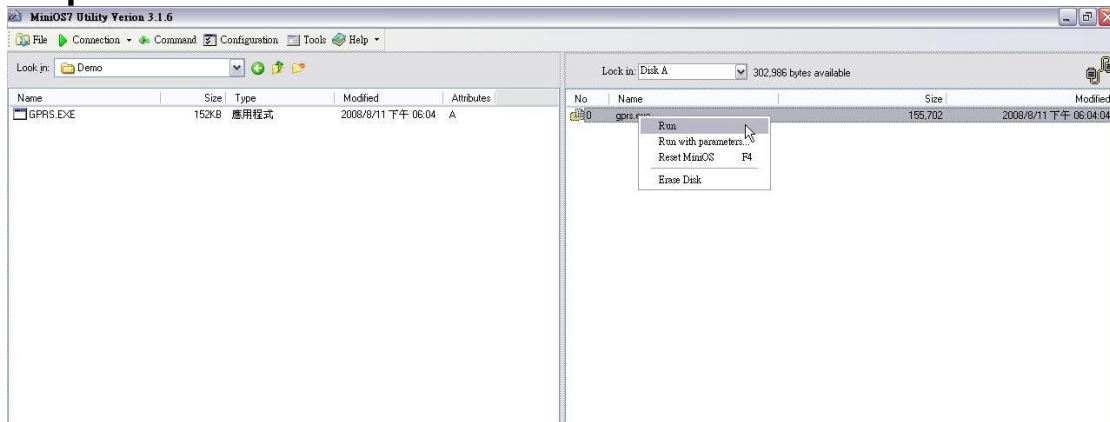 MiniOS7 Utility Verion 3.1.6
File Connection Command Configuration Tools Help
Look in: Demo
Lock in: Disk A 302,986 bytes available
Name Size Type Modified Attributes
No Name Size Modified
GPRS.EXE 152KB 應用程式 2008/8/11 下午 06:04 A
0 gprs.exe 155,702 2008/8/11 下午 06:04:04
Run
Run with parameters...
Reset MiniOS F4
Erase Disk